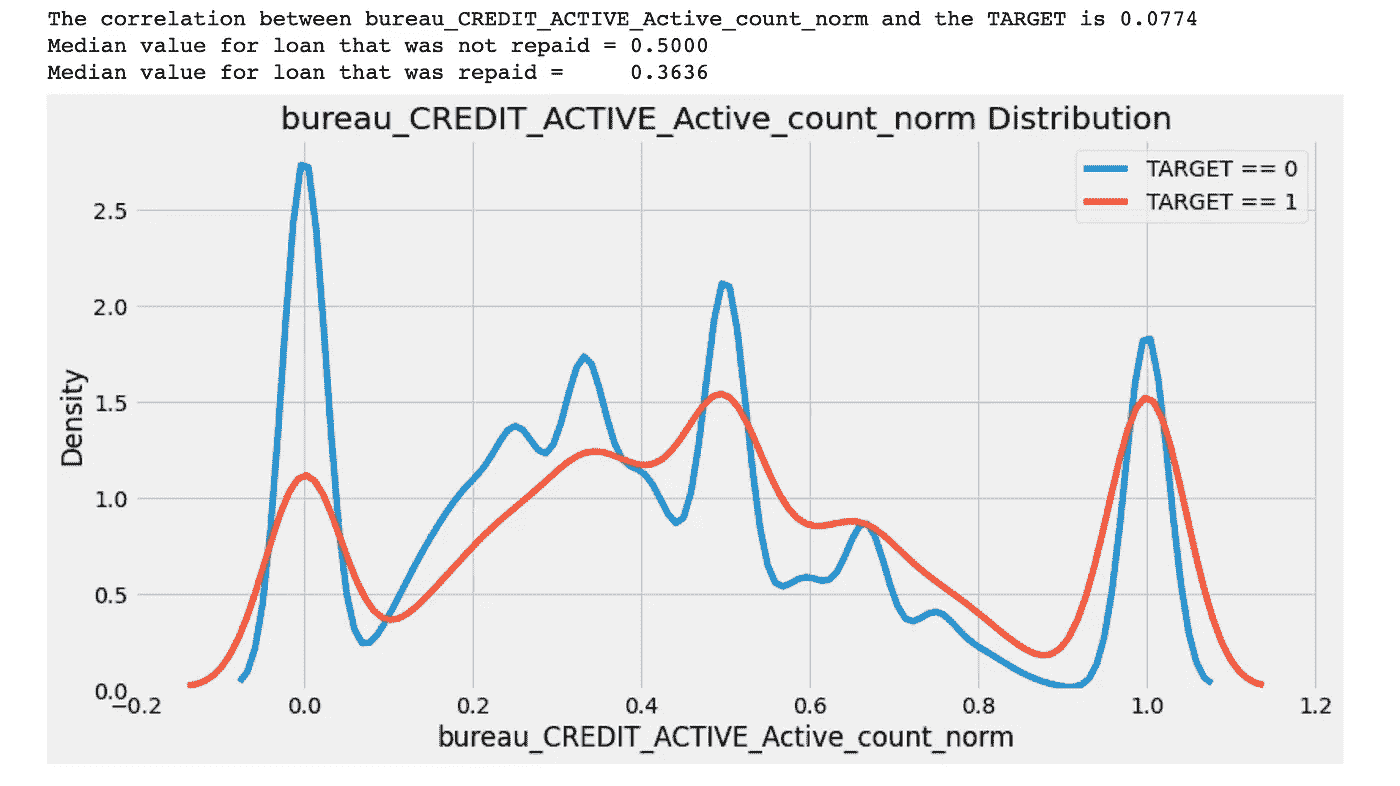 The correlation between bureau_CREDIT_ACTIVE_Active_count_norm and the TARGET is 0.0774
Median value for loan that was not repaid = 0.5000
Median value for loan that was repaid =     0.3636
bureau_CREDIT_ACTIVE_Active_count_norm Distribution
TARGET == 0
TARGET == 1
Density
2.5
2.0
1.5
1.0
0.5
0.0
−0.2 0.0 0.2 0.4 0.6 0.8 1.0 1.2
bureau_CREDIT_ACTIVE_Active_count_norm